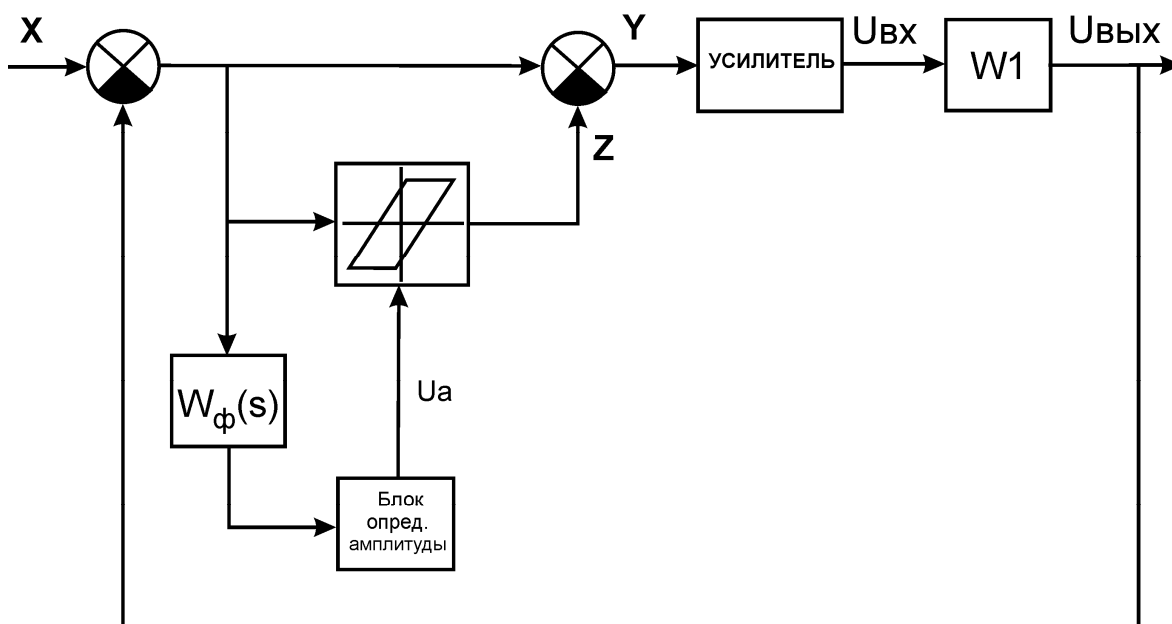 X
Y
УСИЛИТЕЛЬ
Uвх
W1
Uвых
Z
Wф(s)
Ua
Блок
опред.
амплитуды